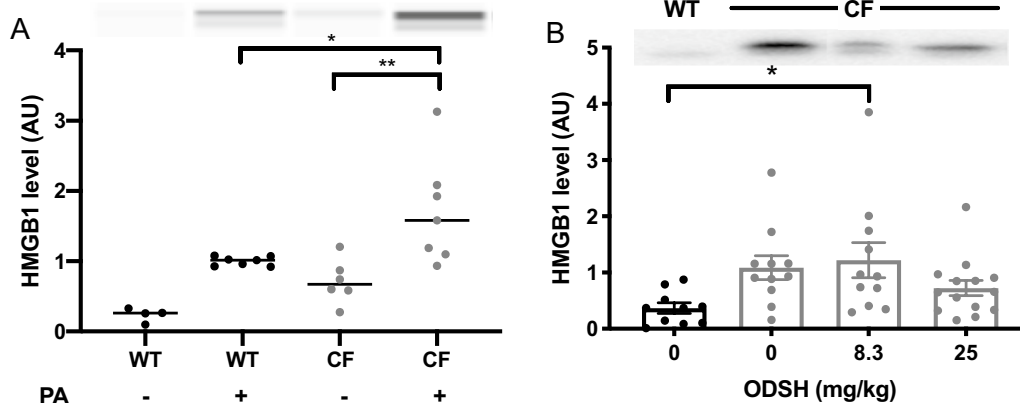 A
HMGB1 level (AU)
4
3
2
1
0
*
**
WT WT CF CF
PA - + - +
B
WT CF
HMGB1 level (AU)
5
4
3
2
1
0
*
0 0 8.3 25
ODSH (mg/kg)